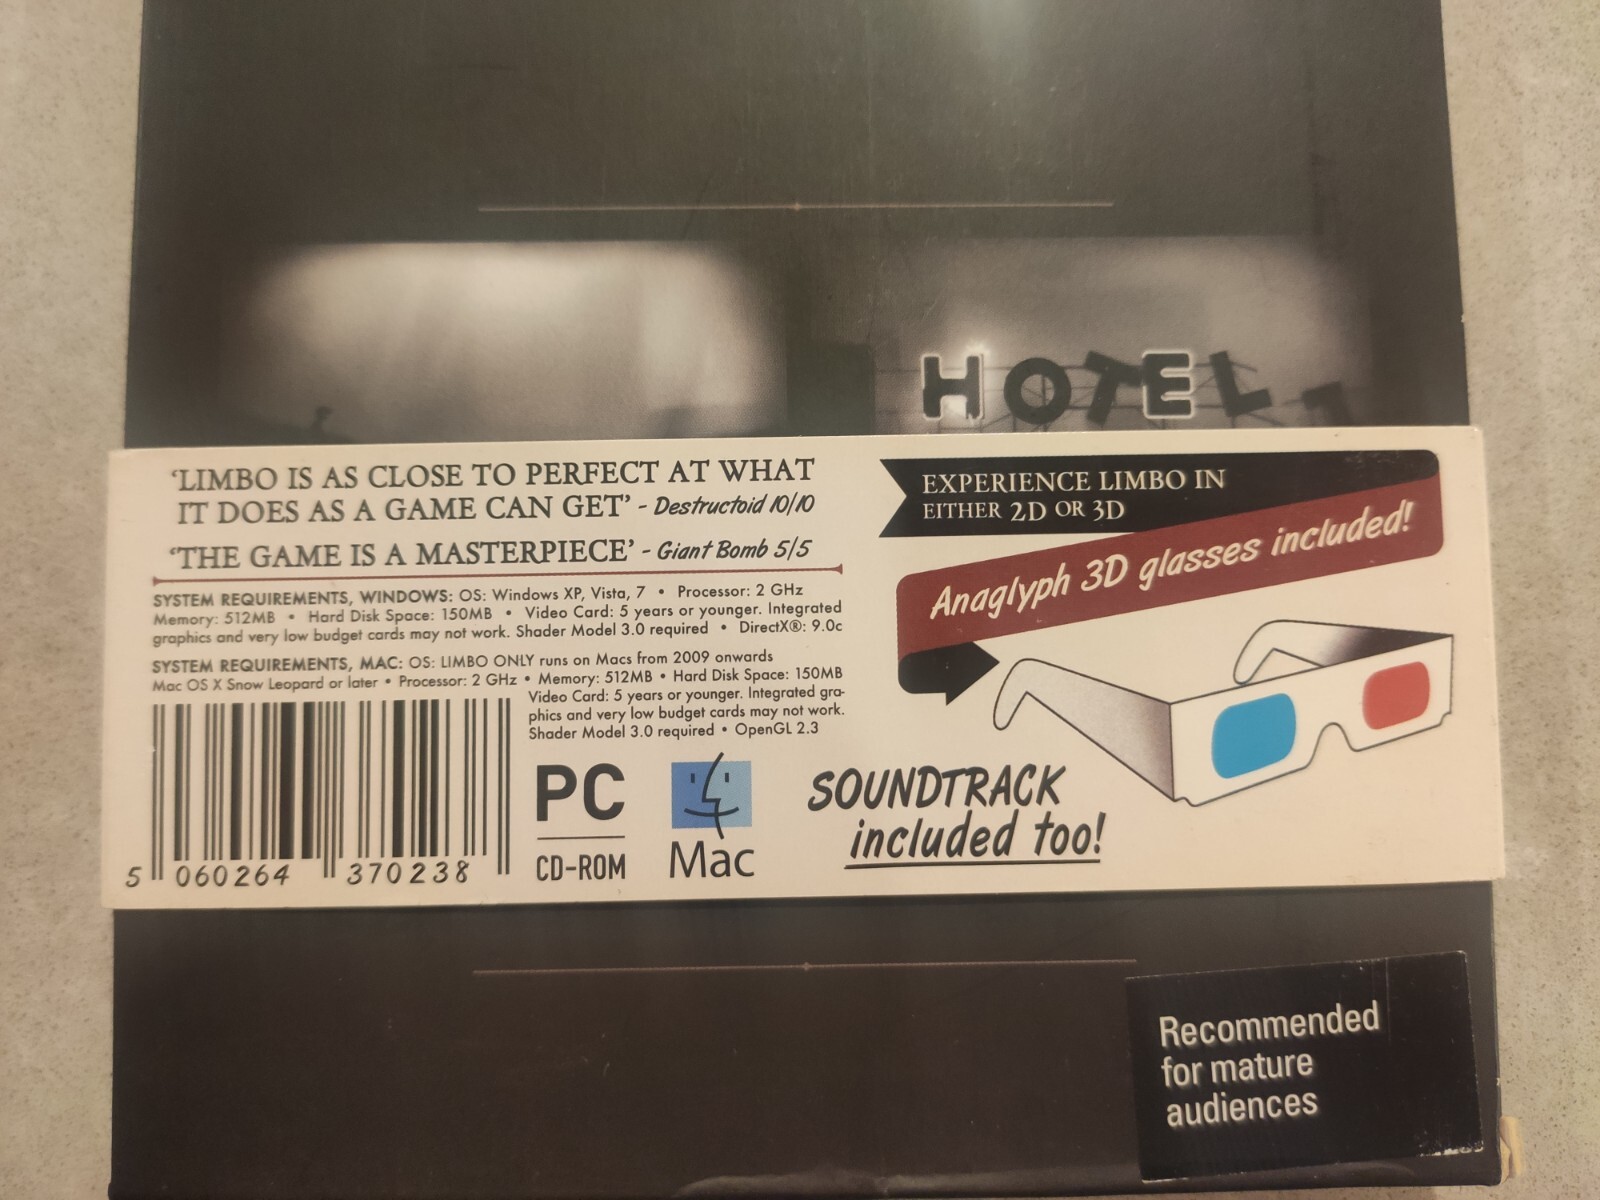 HOTEL
'LIMBO IS AS CLOSE TO PERFECT AT WHAT
IT DOES AS A GAME CAN GET' - Destructoid 10/10
'THE GAME IS A MASTERPIECE' - Giant Bomb 5/5
SYSTEM REQUIREMENTS, WINDOWS: OS: Windows XP, Vista, 7 • Processor: 2 GHz
Memory: 512MB • Hard Disk Space: 150MB • Video Card: 5 years or younger. Integrated
graphics and very low budget cards may not work. Shader Model 3.0 required • DirectX®: 9.0c
SYSTEM REQUIREMENTS, MAC: OS: LIMBO ONLY runs on Macs from 2009 onwards
Mac OS X Snow Leopard or later • Processor: 2 GHz • Memory: 512MB • Hard Disk Space: 150MB
Video Card: 5 years or younger. Integrated gra-
phics and very low budget cards may not work.
Shader Model 3.0 required • OpenGL 2.3
5 060264 370238
PC
CD-ROM
Mac
EXPERIENCE LIMBO IN
EITHER 2D OR 3D
Anaglyph 3D glasses included!
SOUNDTRACK
included too!
Recommended
for mature
audiences